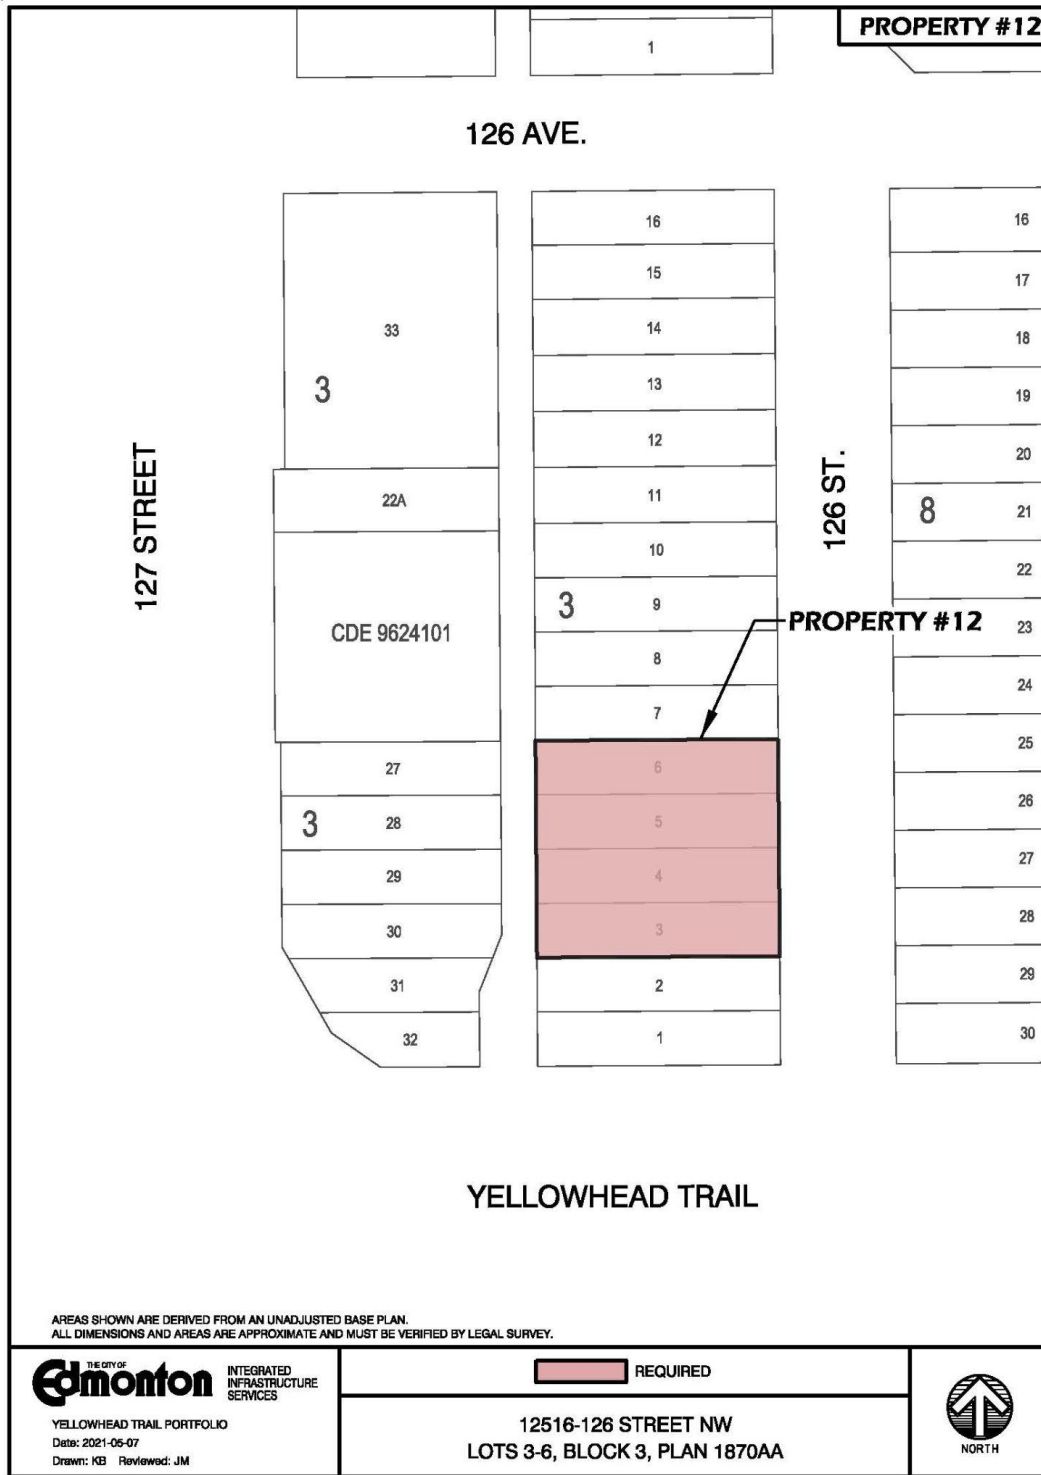 PROPERTY #12
1
126 AVE.
16
15
14
13
12
11
10
3
9
8
7
6
5
4
3
2
1
33
3
22A
CDE 9624101
27
3
28
29
30
31
32
127 STREET
126 ST.
PROPERTY #12
16
17
18
19
20
8
21
22
23
24
25
26
27
28
29
30
YELLOWHEAD TRAIL
AREAS SHOWN ARE DERIVED FROM AN UNADJUSTED BASE PLAN.
ALL DIMENSIONS AND AREAS ARE APPROXIMATE AND MUST BE VERIFIED BY LEGAL SURVEY.
THE CITY OF
Edmonton
INTEGRATED
INFRASTRUCTURE
SERVICES
YELLOWHEAD TRAIL PORTFOLIO
Date: 2021-05-07
Drawn: KB Reviewed: JM
REQUIRED
12516-126 STREET NW
LOTS 3-6, BLOCK 3, PLAN 1870AA
NORTH